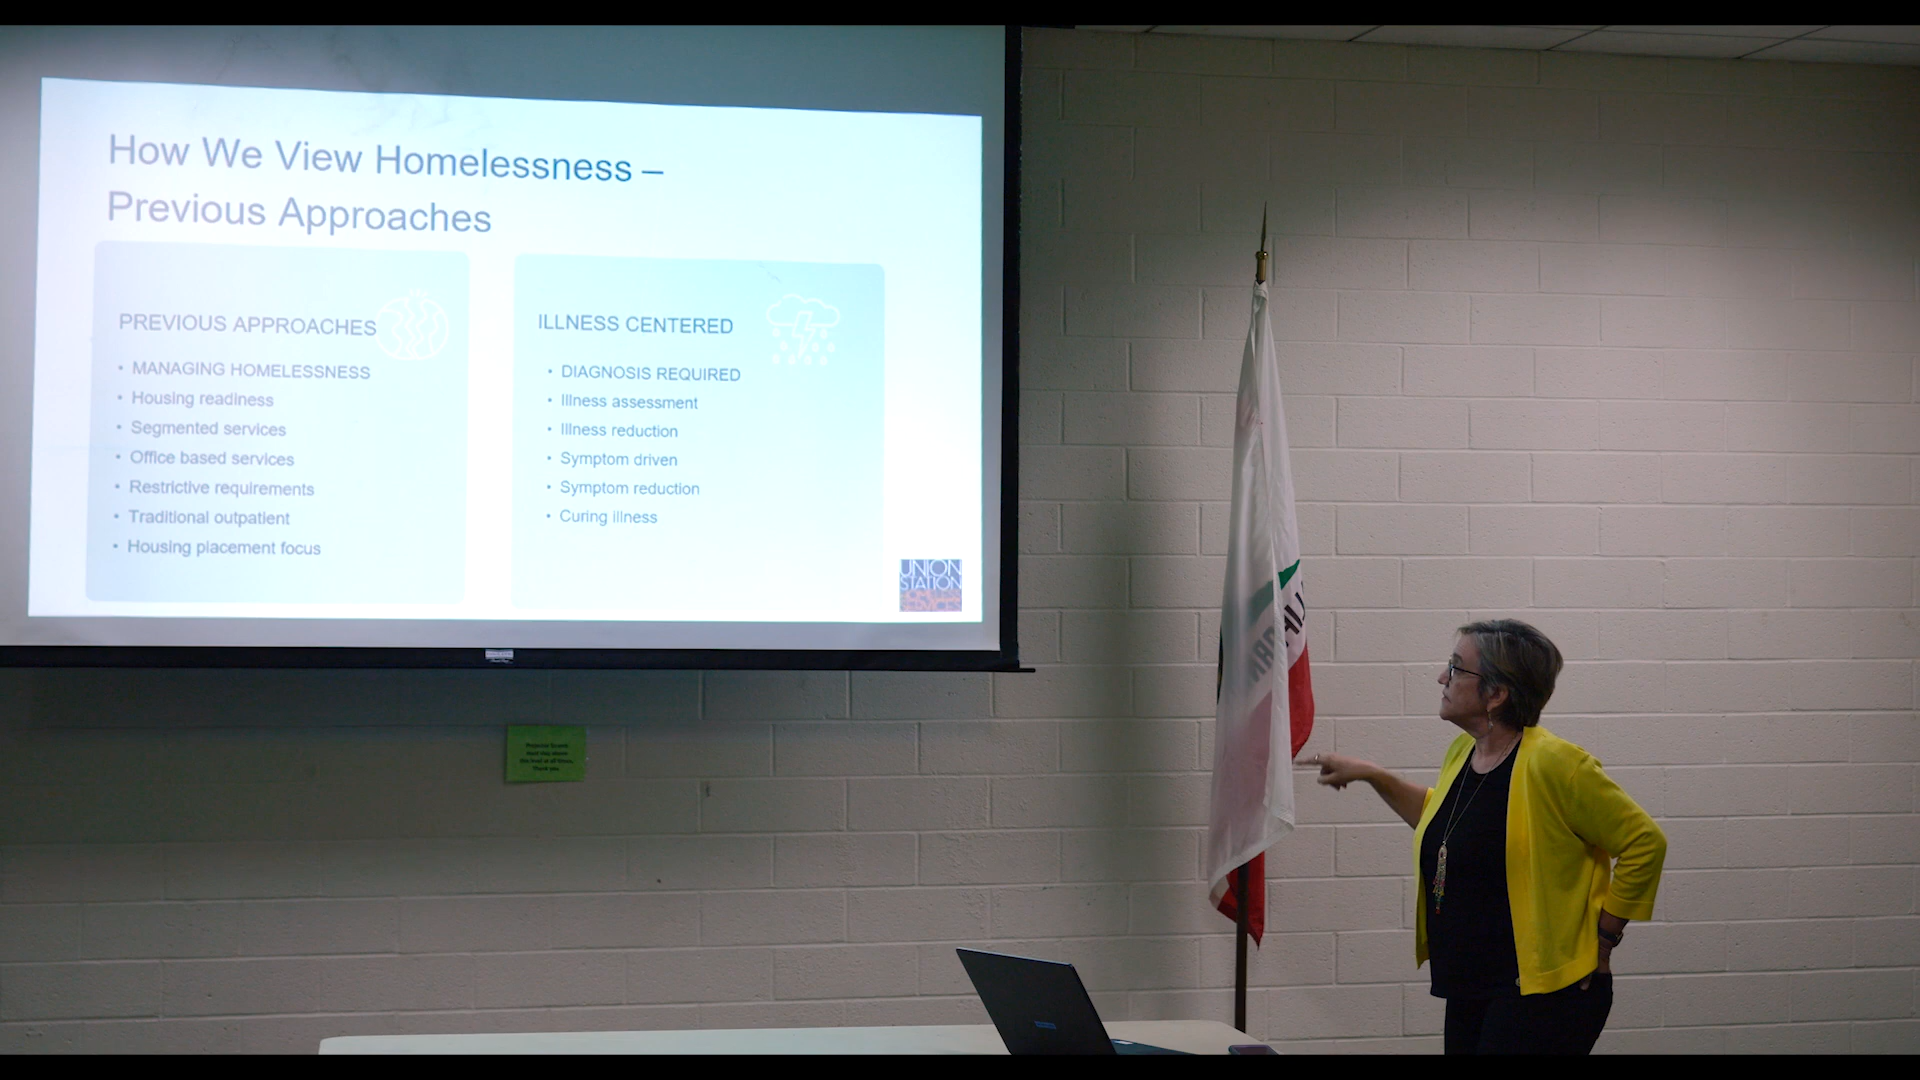 How We View Homelessness –
Previous Approaches
PREVIOUS APPROACHES
• MANAGING HOMELESSNESS
• Housing readiness
• Segmented services
• Office based services
• Restrictive requirements
• Traditional outpatient
• Housing placement focus
ILLNESS CENTERED
• DIAGNOSIS REQUIRED
• Illness assessment
• Illness reduction
• Symptom driven
• Symptom reduction
• Curing illness
UNION
STATION
HOMELESS
SERVICES